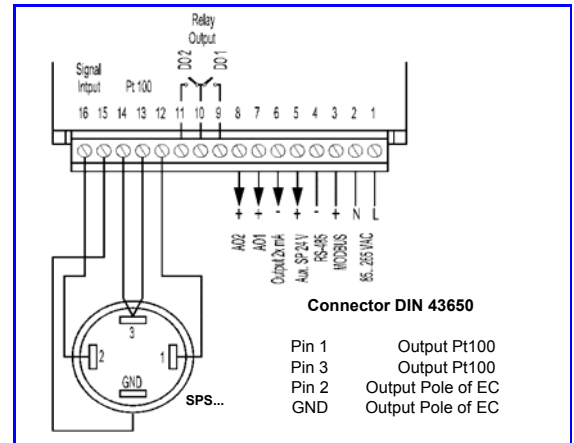 Relay
Output
DO2
DO1
Signal
Intput
Pt 100
16 15 14 13 12 11 10 9 8 7 6 5 4 3 2 1
+ + - + - + N L
AO2
AO1
Output 2x mA
Aux. SP 24 V
RS-485
MODBUS
85...265 VAC
Connector DIN 43650
3
2
1
GND
SPS...
Pin 1 Output Pt100
Pin 3 Output Pt100
Pin 2 Output Pole of EC
GND Output Pole of EC